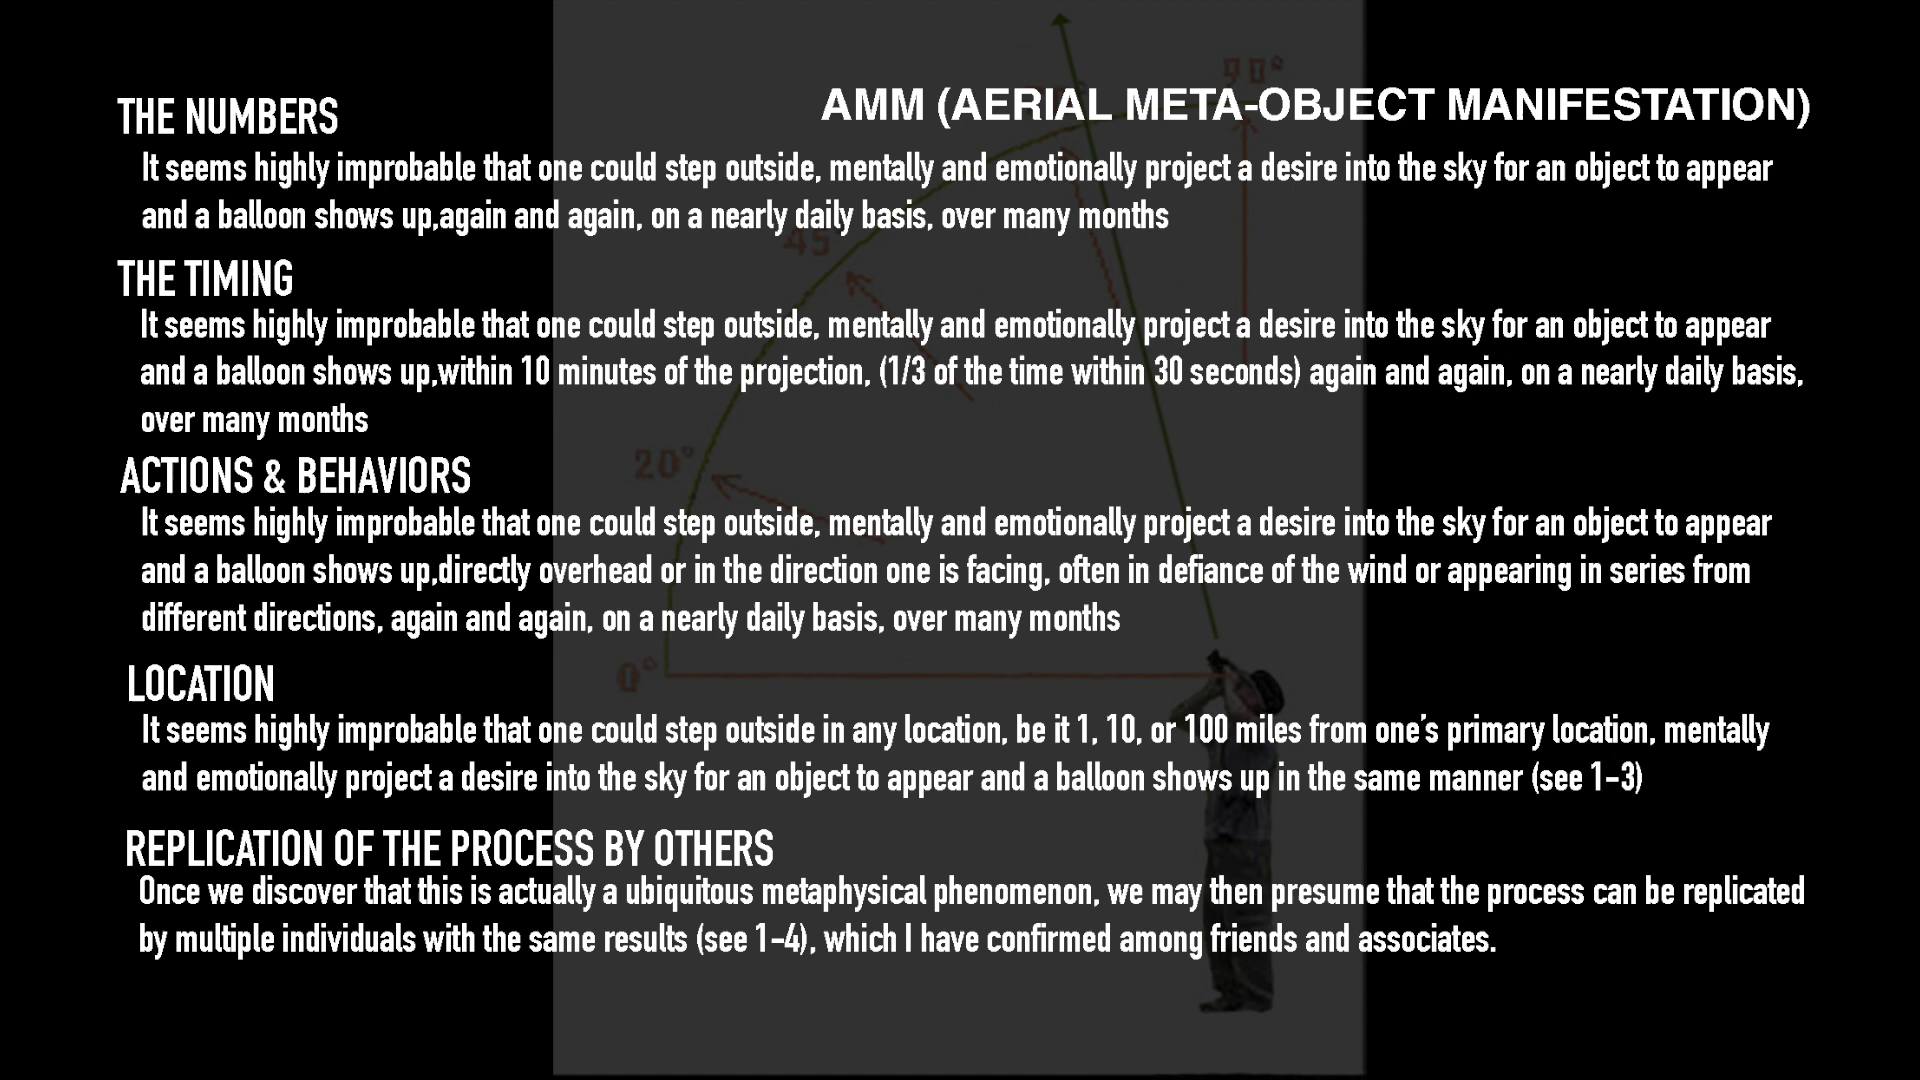 AMM (AERIAL META-OBJECT MANIFESTATION)
THE NUMBERS
It seems highly improbable that one could step outside, mentally and emotionally project a desire into the sky for an object to appear
and a balloon shows up,again and again, on a nearly daily basis, over many months
THE TIMING
It seems highly improbable that one could step outside, mentally and emotionally project a desire into the sky for an object to appear
and a balloon shows up,within 10 minutes of the projection, (1/3 of the time within 30 seconds) again and again, on a nearly daily basis,
over many months
ACTIONS & BEHAVIORS
It seems highly improbable that one could step outside, mentally and emotionally project a desire into the sky for an object to appear
and a balloon shows up,directly overhead or in the direction one is facing, often in defiance of the wind or appearing in series from
different directions, again and again, on a nearly daily basis, over many months
LOCATION
It seems highly improbable that one could step outside in any location, be it 1, 10, or 100 miles from one's primary location, mentally
and emotionally project a desire into the sky for an object to appear and a balloon shows up in the same manner (see 1-3)
REPLICATION OF THE PROCESS BY OTHERS
Once we discover that this is actually a ubiquitous metaphysical phenomenon, we may then presume that the process can be replicated
by multiple individuals with the same results (see 1-4), which I have confirmed among friends and associates.
90°
45°
20°
0°